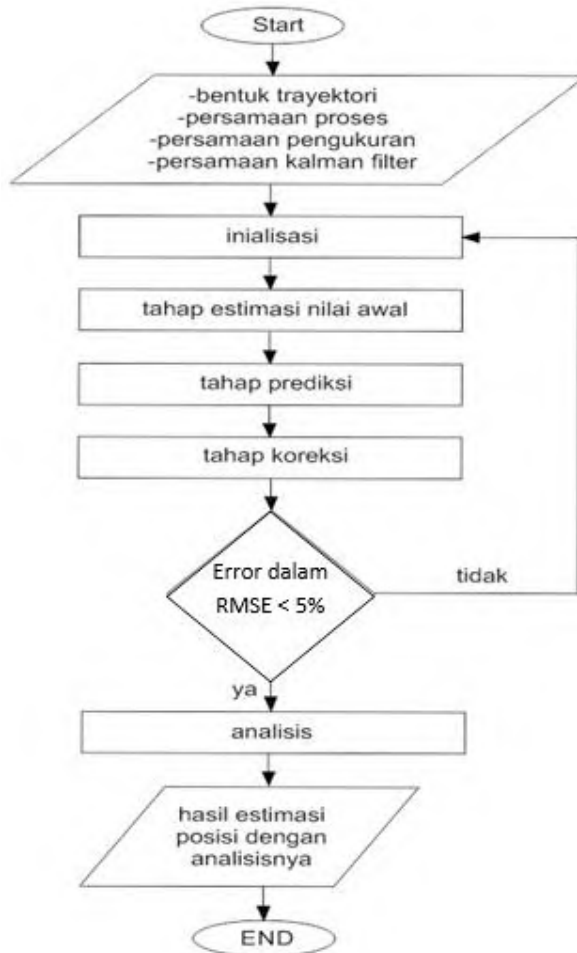 Start
-bentuk trayektori
-persamaan proses
-persamaan pengukuran
-persamaan kalman filter
inialisasi
tahap estimasi nilai awal
tahap prediksi
tahap koreksi
Error dalam
RMSE < 5%
tidak
ya
analisis
hasil estimasi
posisi dengan
analisisnya
END